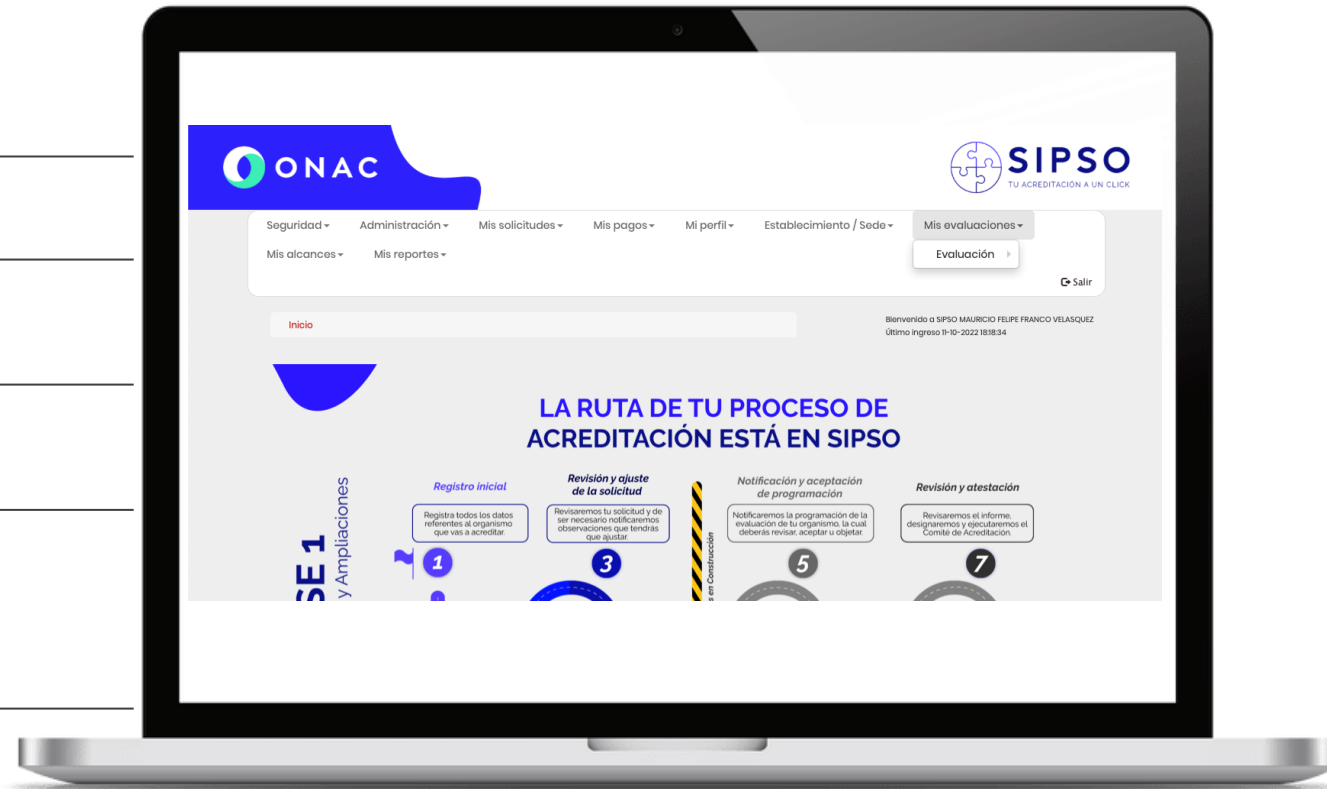 ONAC
SIPSO
TU ACREDITACIÓN A UN CLICK
Seguridad Administración Mis solicitudes Mis pagos Mi perfil Establecimiento / Sede Mis evaluaciones
Mis alcances Mis reportes
Evaluación
Salir
Inicio
Bienvenido a SIPSO MAURICIO FELIPE FRANCO VELASQUEZ
Último ingreso 11-10-2022 18:18:34
LA RUTA DE TU PROCESO DE
ACREDITACIÓN ESTÁ EN SIPSO
SE 1
y Ampliaciones
Registro inicial
Registra todos los datos
referentes al organismo
que vas a acreditar.
1
Revisión y ajuste
de la solicitud
Revisaremos tu solicitud y de
ser necesario notificaremos
observaciones que tendrás
que ajustar.
3
s en Construcción
Notificación y aceptación
de programación
Notificaremos la programación de la
evaluación de tu organismo, la cual
deberás revisar, aceptar u objetar.
5
Revisión y atestación
Revisaremos el informe,
designaremos y ejecutaremos el
Comité de Acreditación.
7